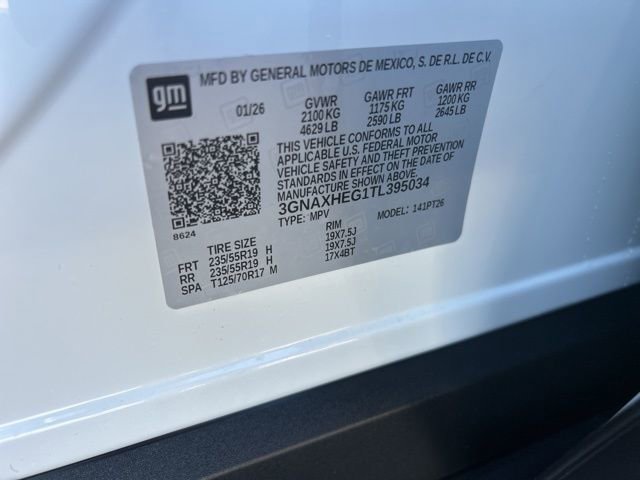 gm MFD BY GENERAL MOTORS DE MEXICO, S. DE R.L. DE C.V.
01/26 GVWR GAWR FRT GAWR RR
2100 KG 1175 KG 1200 KG
4629 LB 2590 LB 2645 LB
THIS VEHICLE CONFORMS TO ALL
APPLICABLE U.S. FEDERAL MOTOR
VEHICLE SAFETY AND THEFT PREVENTION
STANDARDS IN EFFECT ON THE DATE OF
MANUFACTURE SHOWN ABOVE.
3GNAXHEG1TL395034
TYPE: MPV MODEL: 141PT26
8624
TIRE SIZE RIM
FRT 235/55R19 H 19X7.5J
RR 235/55R19 H 19X7.5J
SPA T125/70R17 M 17X4BT